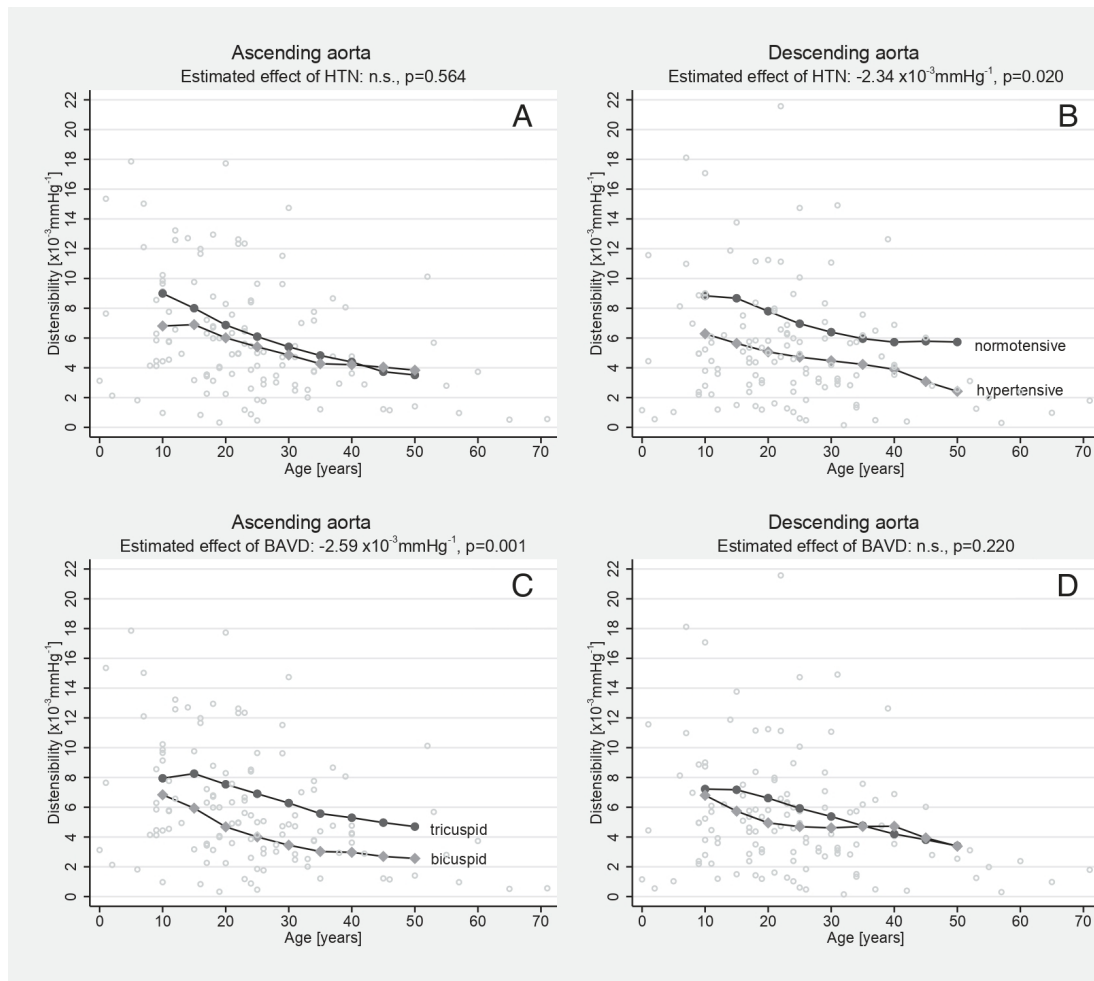 Ascending aorta
Estimated effect of HTN: n.s., p=0.564
A
Distensibility [x10⁻³mmHg⁻¹]
22
20
18
16
14
12
10
8
6
4
2
0
0 10 20 30 40 50 60 70
Age [years]
Descending aorta
Estimated effect of HTN: -2.34 x10⁻³mmHg⁻¹, p=0.020
B
Distensibility [x10⁻³mmHg⁻¹]
22
20
18
16
14
12
10
8
6
4
2
0
normotensive
hypertensive
0 10 20 30 40 50 60 70
Age [years]
Ascending aorta
Estimated effect of BAVD: -2.59 x10⁻³mmHg⁻¹, p=0.001
C
Distensibility [x10⁻³mmHg⁻¹]
22
20
18
16
14
12
10
8
6
4
2
0
tricuspid
bicuspid
0 10 20 30 40 50 60 70
Age [years]
Descending aorta
Estimated effect of BAVD: n.s., p=0.220
D
Distensibility [x10⁻³mmHg⁻¹]
22
20
18
16
14
12
10
8
6
4
2
0
0 10 20 30 40 50 60 70
Age [years]